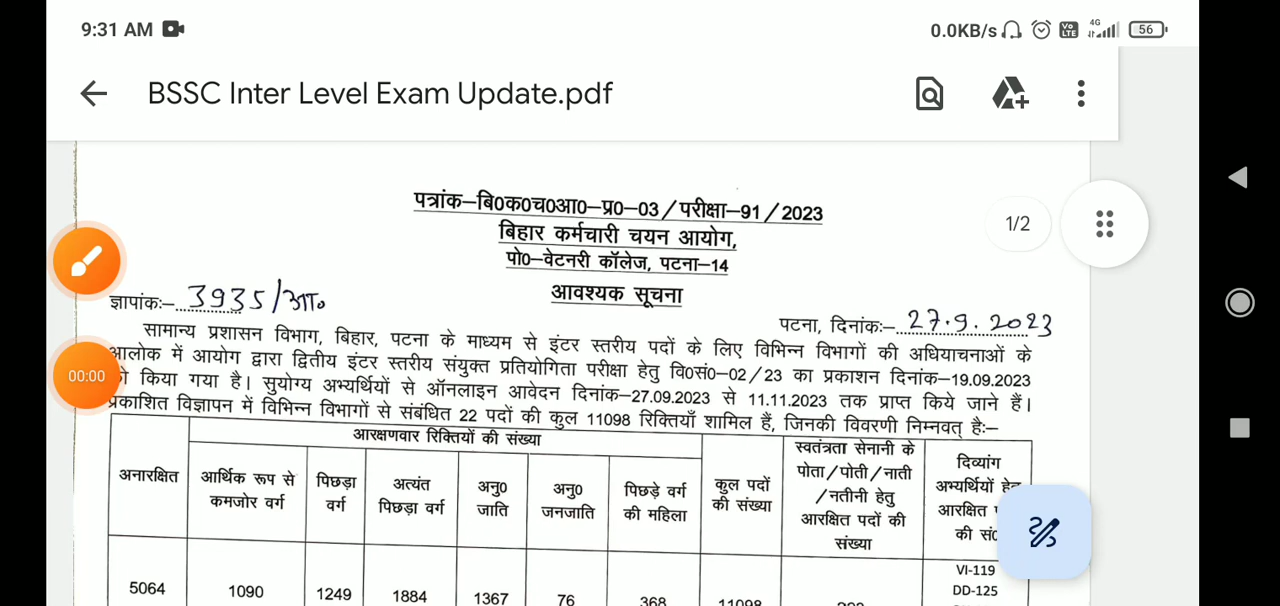 9:31 AM
0.0KB/s Vo LTE 4G 56
BSSC Inter Level Exam Update.pdf
पत्रांक–बि0क0च0आ0–प्र0–03/परीक्षा–91/2023
बिहार कर्मचारी चयन आयोग,
1/2
पो0–वेटनरी कॉलेज, पटना–14
आवश्यक सूचना
ज्ञापांकः–3935/आ०
पटना, दिनांकः–27.9.2023
सामान्य प्रशासन विभाग, बिहार, पटना के माध्यम से इंटर स्तरीय पदों के लिए विभिन्न विभागों की अधियाचनाओं के
आलोक में आयोग द्वारा द्वितीय इंटर स्तरीय संयुक्त प्रतियोगिता परीक्षा हेतु वि0सं0–02/23 का प्रकाशन दिनांक–19.09.2023
00:00
को किया गया है। सुयोग्य अभ्यर्थियों से ऑनलाइन आवेदन दिनांक–27.09.2023 से 11.11.2023 तक प्राप्त किये जाने हैं।
प्रकाशित विज्ञापन में विभिन्न विभागों से संबंधित 22 पदों की कुल 11098 रिक्तियाँ शामिल हैं, जिनकी विवरणी निम्नवत् हैः–
आरक्षणवार रिक्तियों की संख्या
अनारक्षित
आर्थिक रूप से
कमजोर वर्ग
पिछड़ा
वर्ग
अत्यंत
पिछड़ा वर्ग
अनु0
जाति
अनु0
जनजाति
पिछड़े वर्ग
की महिला
कुल पदों
की संख्या
स्वतंत्रता सेनानी के
पोता/पोती/नाती
/नतीनी हेतु
आरक्षित पदों की
संख्या
दिव्यांग
अभ्यर्थियों हेतु
आरक्षित
की
5064 1090 1249 1884 1367 76 368 11098
VI-119
DD-125